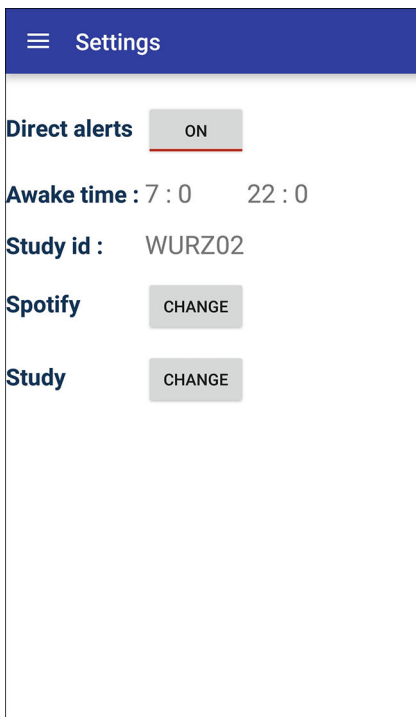 Settings
Direct alerts ON
Awake time : 7 : 0 22 : 0
Study id : WURZ02
Spotify CHANGE
Study CHANGE